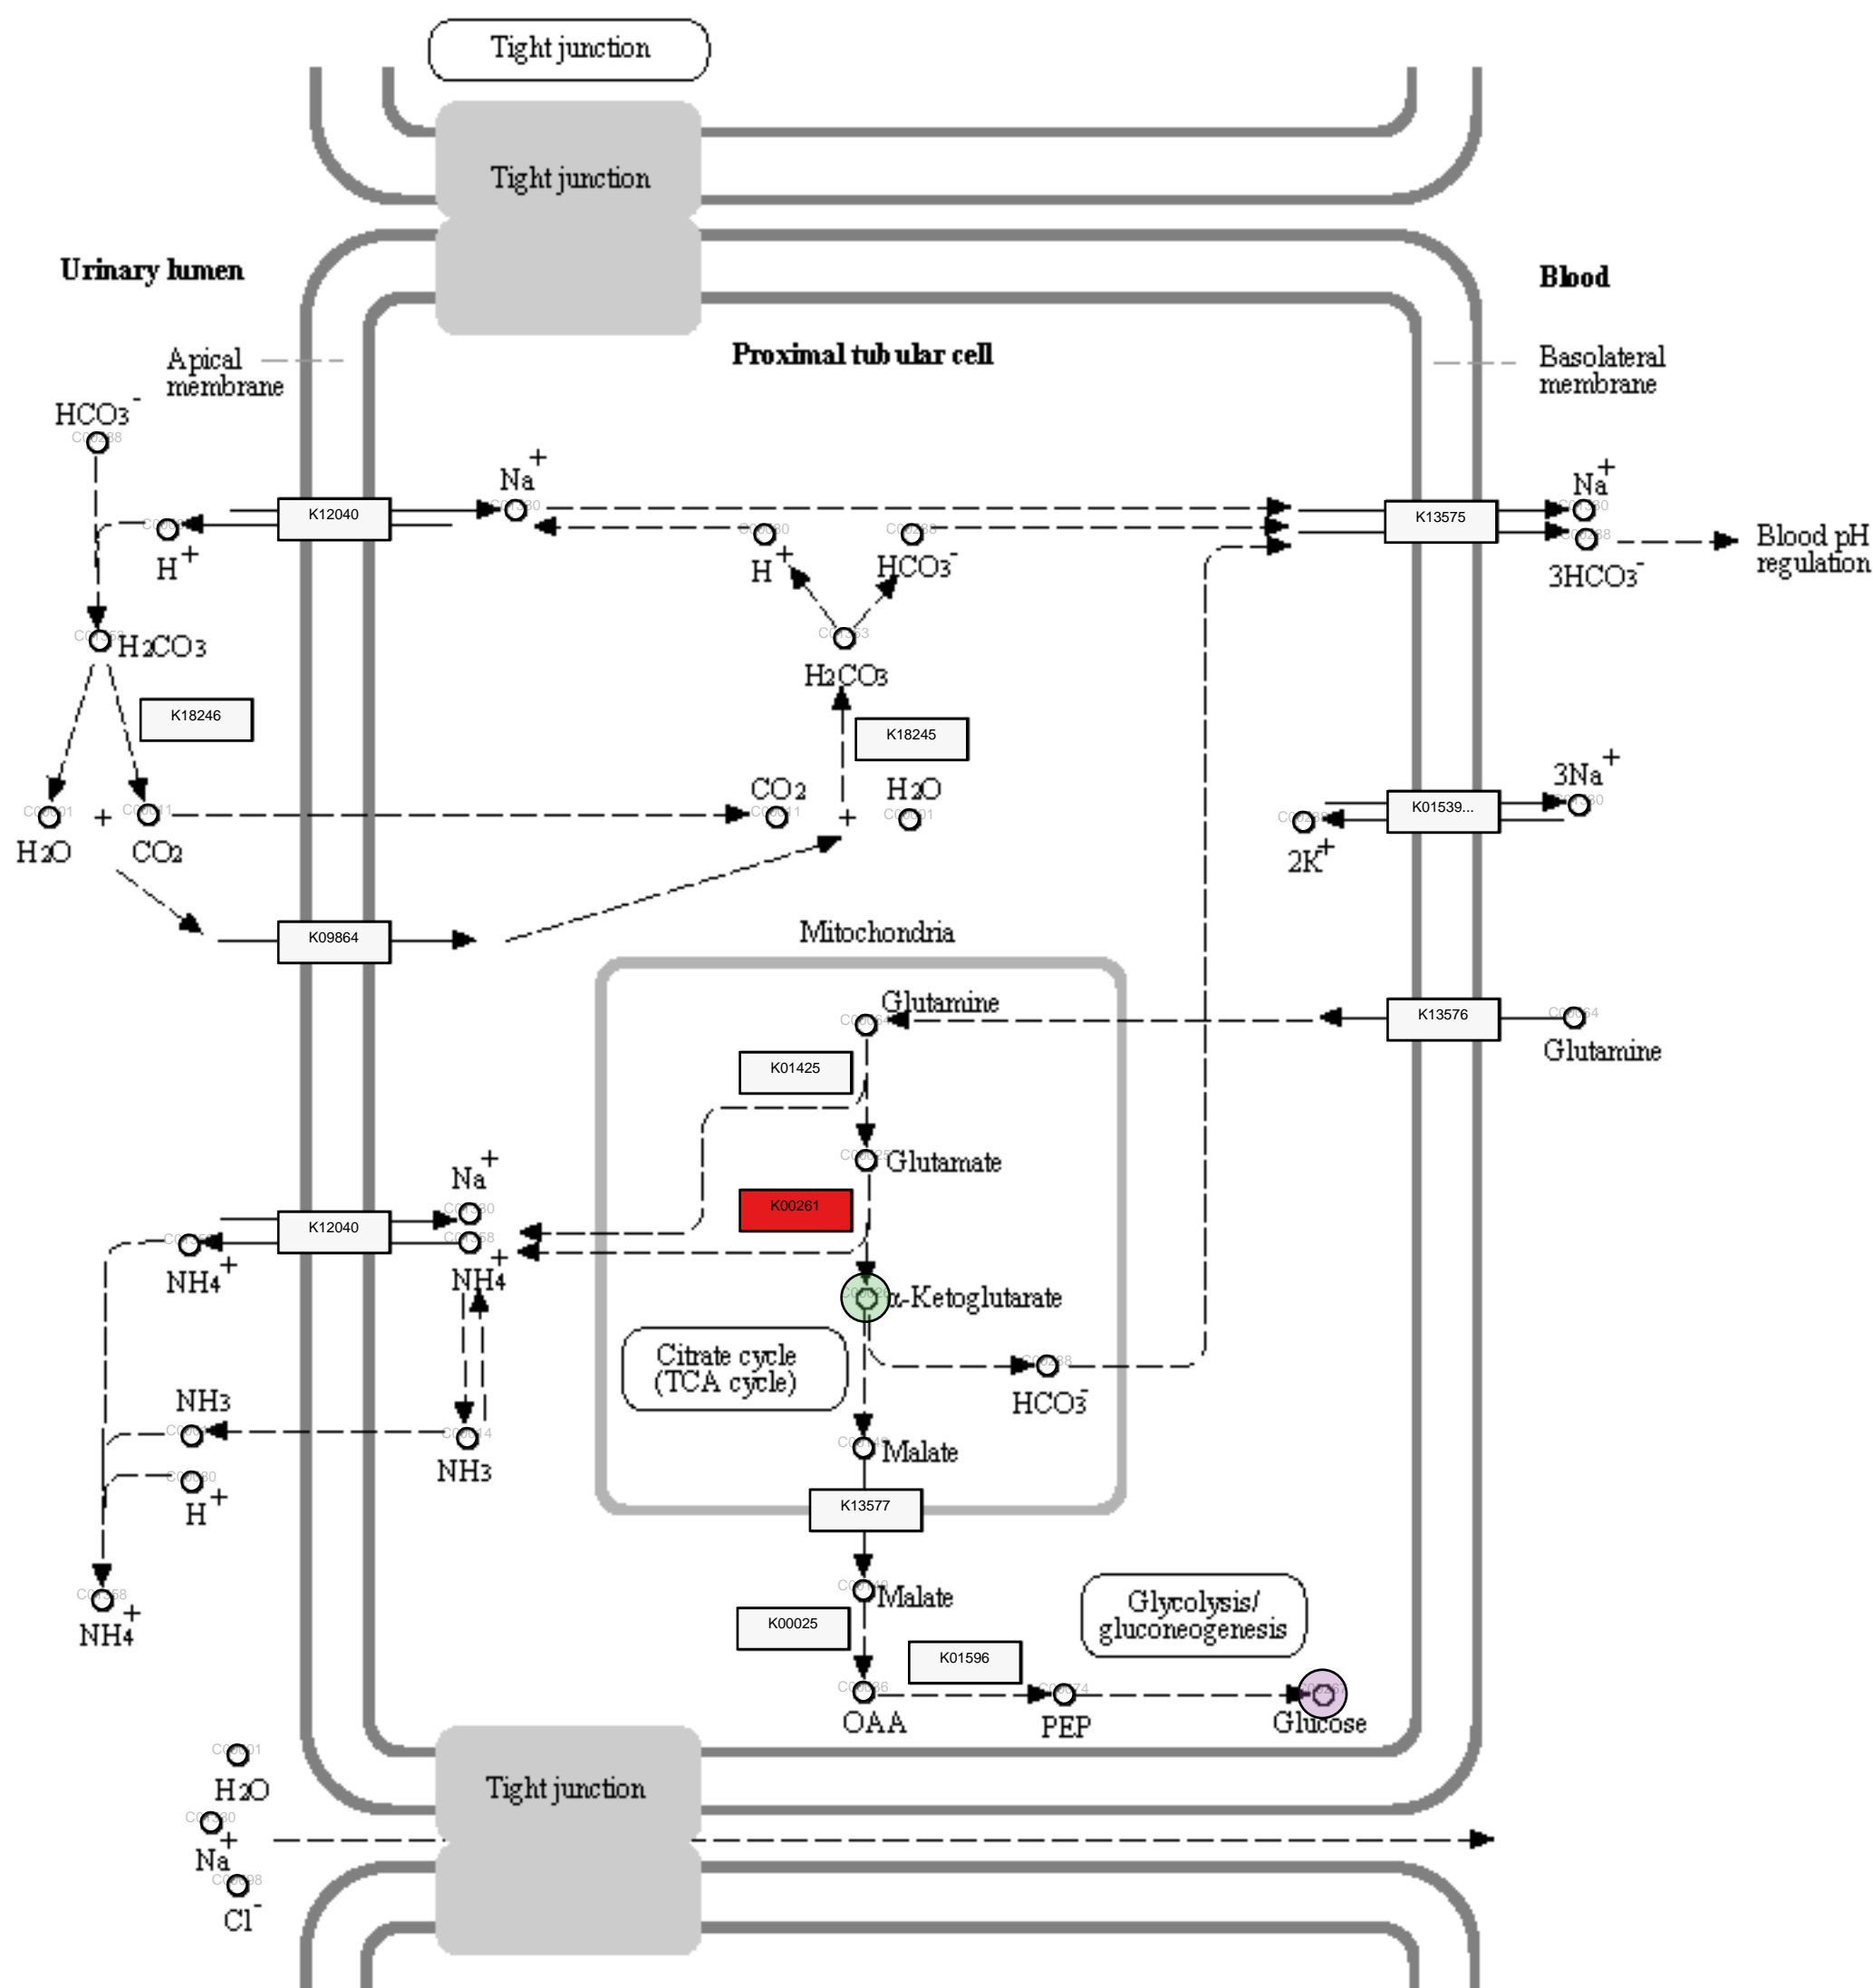 Tight junction
Tight junction
Urinary lumen
Blood
Proximal tubular cell
Apical
membrane
Basolateral
membrane
HCO3-
Na+
Na+
K12040
K13575
H+
H+
HCO3-
3HCO3-
Blood pH
regulation
H2CO3
H2CO3
K18246
K18245
CO2
H2O
3Na+
K01539...
H2O
+
CO2
+
2K+
K09864
Mitochondria
Glutamine
K13576
Glutamine
K01425
Glutamate
Na+
K00261
K12040
NH4+
NH4+
α-Ketoglutarate
Citrate cycle
(TCA cycle)
HCO3-
NH3
NH3
Malate
H+
K13577
Malate
NH4+
K00025
Glycolysis/
gluconeogenesis
K01596
OAA
PEP
Glucose
Tight junction
H2O
Na+
Cl-